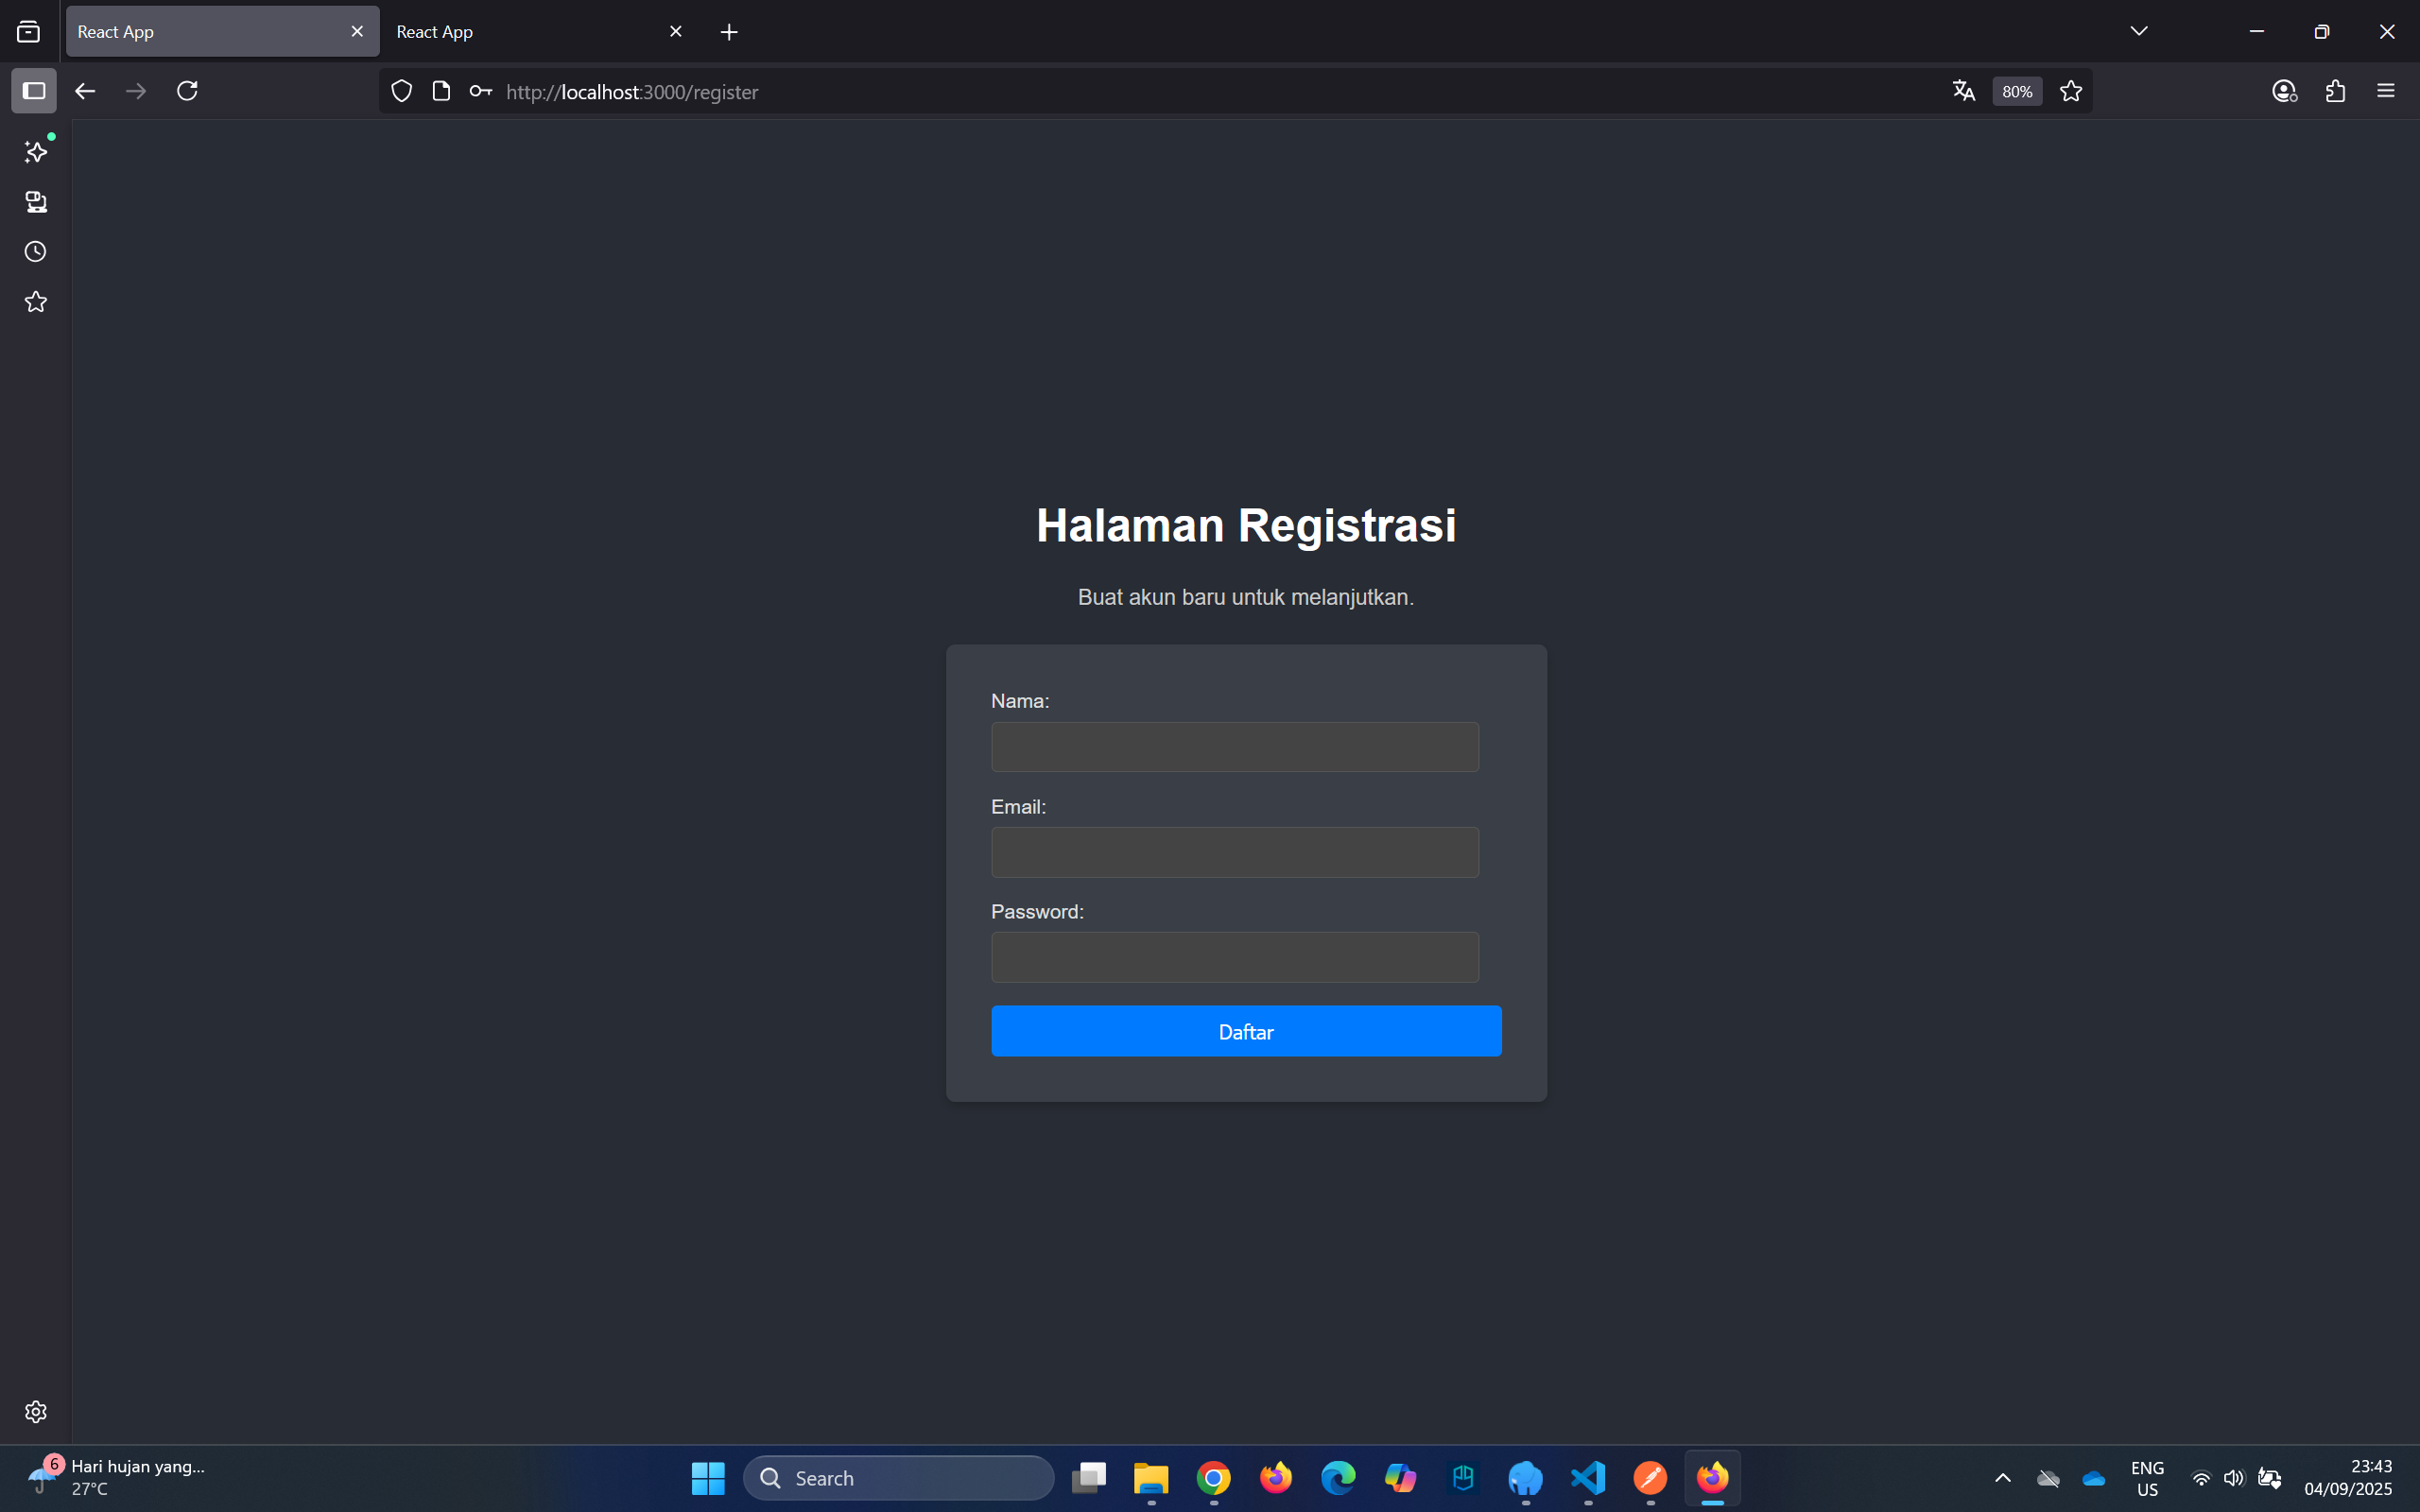 React App
React App
http://localhost:3000/register
80%
Halaman Registrasi
Buat akun baru untuk melanjutkan.
Nama:
Email:
Password:
Daftar
6
Hari hujan yang...
27°C
Search
ENG
US
23:43
04/09/2025